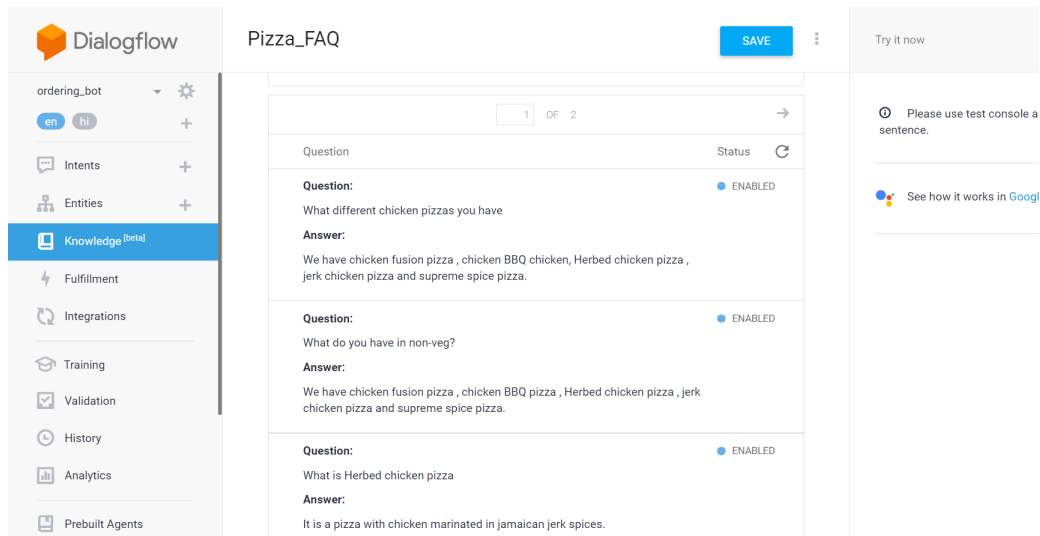 Dialogflow
Pizza_FAQ
SAVE
Try it now
ordering_bot
en
hi
Intents
Entities
Knowledge [beta]
Fulfillment
Integrations
Training
Validation
History
Analytics
Prebuilt Agents
1 OF 2
Question
Status
Question:
ENABLED
What different chicken pizzas you have
Answer:
We have chicken fusion pizza , chicken BBQ chicken, Herbed chicken pizza ,
jerk chicken pizza and supreme spice pizza.
Question:
ENABLED
What do you have in non-veg?
Answer:
We have chicken fusion pizza , chicken BBQ pizza , Herbed chicken pizza , jerk
chicken pizza and supreme spice pizza.
Question:
ENABLED
What is Herbed chicken pizza
Answer:
It is a pizza with chicken marinated in jamaican jerk spices.
Please use test console a
sentence.
See how it works in Googl